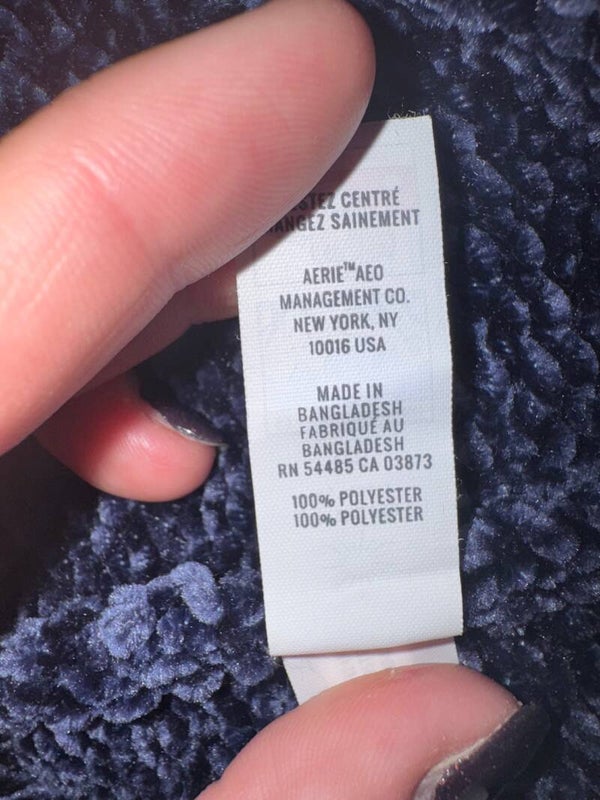 CENTRÉ
SAINEMENT
AERIE™AEO
MANAGEMENT CO.
NEW YORK, NY
10016 USA
MADE IN
BANGLADESH
FABRIQUÉ AU
BANGLADESH
RN 54485 CA 03873
100% POLYESTER
100% POLYESTER